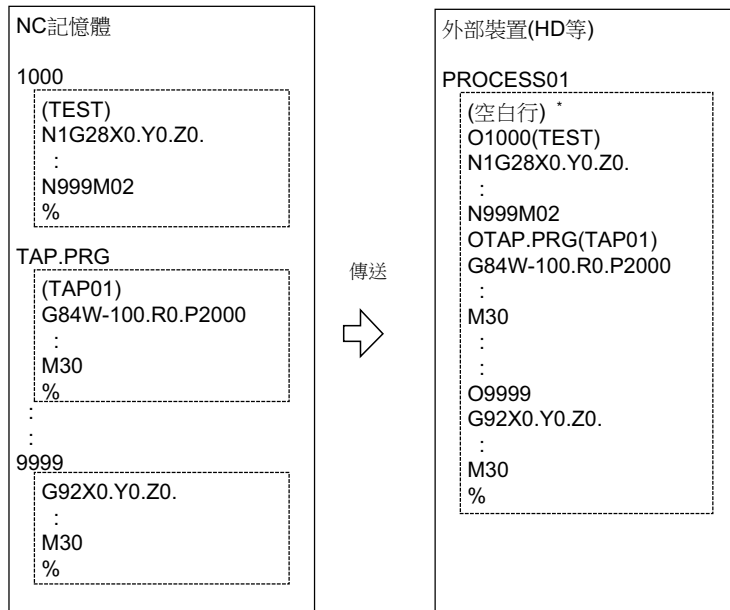 NC記憶體
1000
(TEST)
N1G28X0.Y0.Z0.
:
N999M02
%
TAP.PRG
(TAP01)
G84W-100.R0.P2000
:
M30
%
:
:
9999
G92X0.Y0.Z0.
:
M30
%
傳送
外部裝置(HD等)
PROCESS01
(空白行) *
O1000(TEST)
N1G28X0.Y0.Z0.
:
N999M02
OTAP.PRG(TAP01)
G84W-100.R0.P2000
:
M30
:
:
O9999
G92X0.Y0.Z0.
:
M30
%